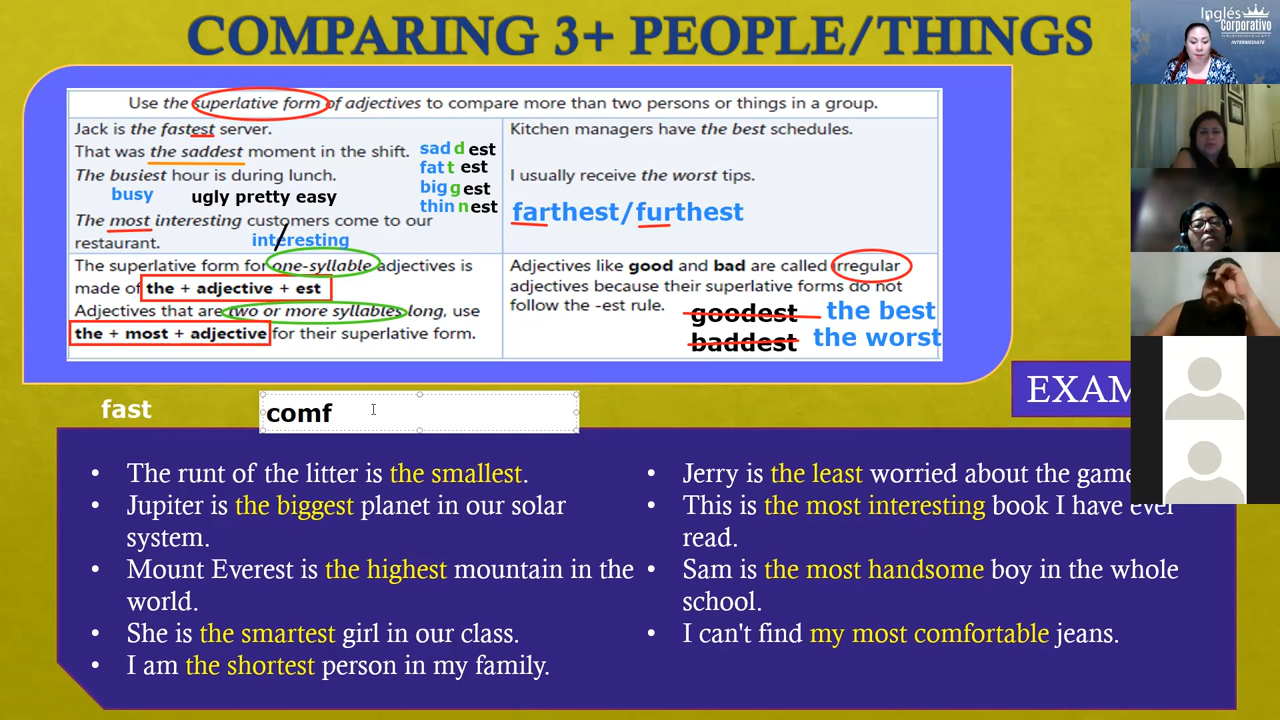 COMPARING 3+ PEOPLE/THINGS
Use the superlative form of adjectives to compare more than two persons or things in a group.
Jack is the fastest server.
That was the saddest moment in the shift.
The busiest hour is during lunch.
busy
ugly pretty easy
The most interesting customers come to our
restaurant.
interesting
saddest
fattest
biggest
thinnest
Kitchen managers have the best schedules.
I usually receive the worst tips.
farthest/furthest
The superlative form for one-syllable adjectives is
made of the + adjective + est
Adjectives that are two or more syllables long, use
the + most + adjective for their superlative form.
Adjectives like good and bad are called irregular
adjectives because their superlative forms do not
follow the -est rule.
goodest the best
baddest the worst
fast
comf
EXAM
The runt of the litter is the smallest.
Jupiter is the biggest planet in our solar
system.
Mount Everest is the highest mountain in the
world.
She is the smartest girl in our class.
I am the shortest person in my family.
Jerry is the least worried about the game
This is the most interesting book I have ever
read.
Sam is the most handsome boy in the whole
school.
I can't find my most comfortable jeans.
Inglés
Corporativo
INTERMEDIATE